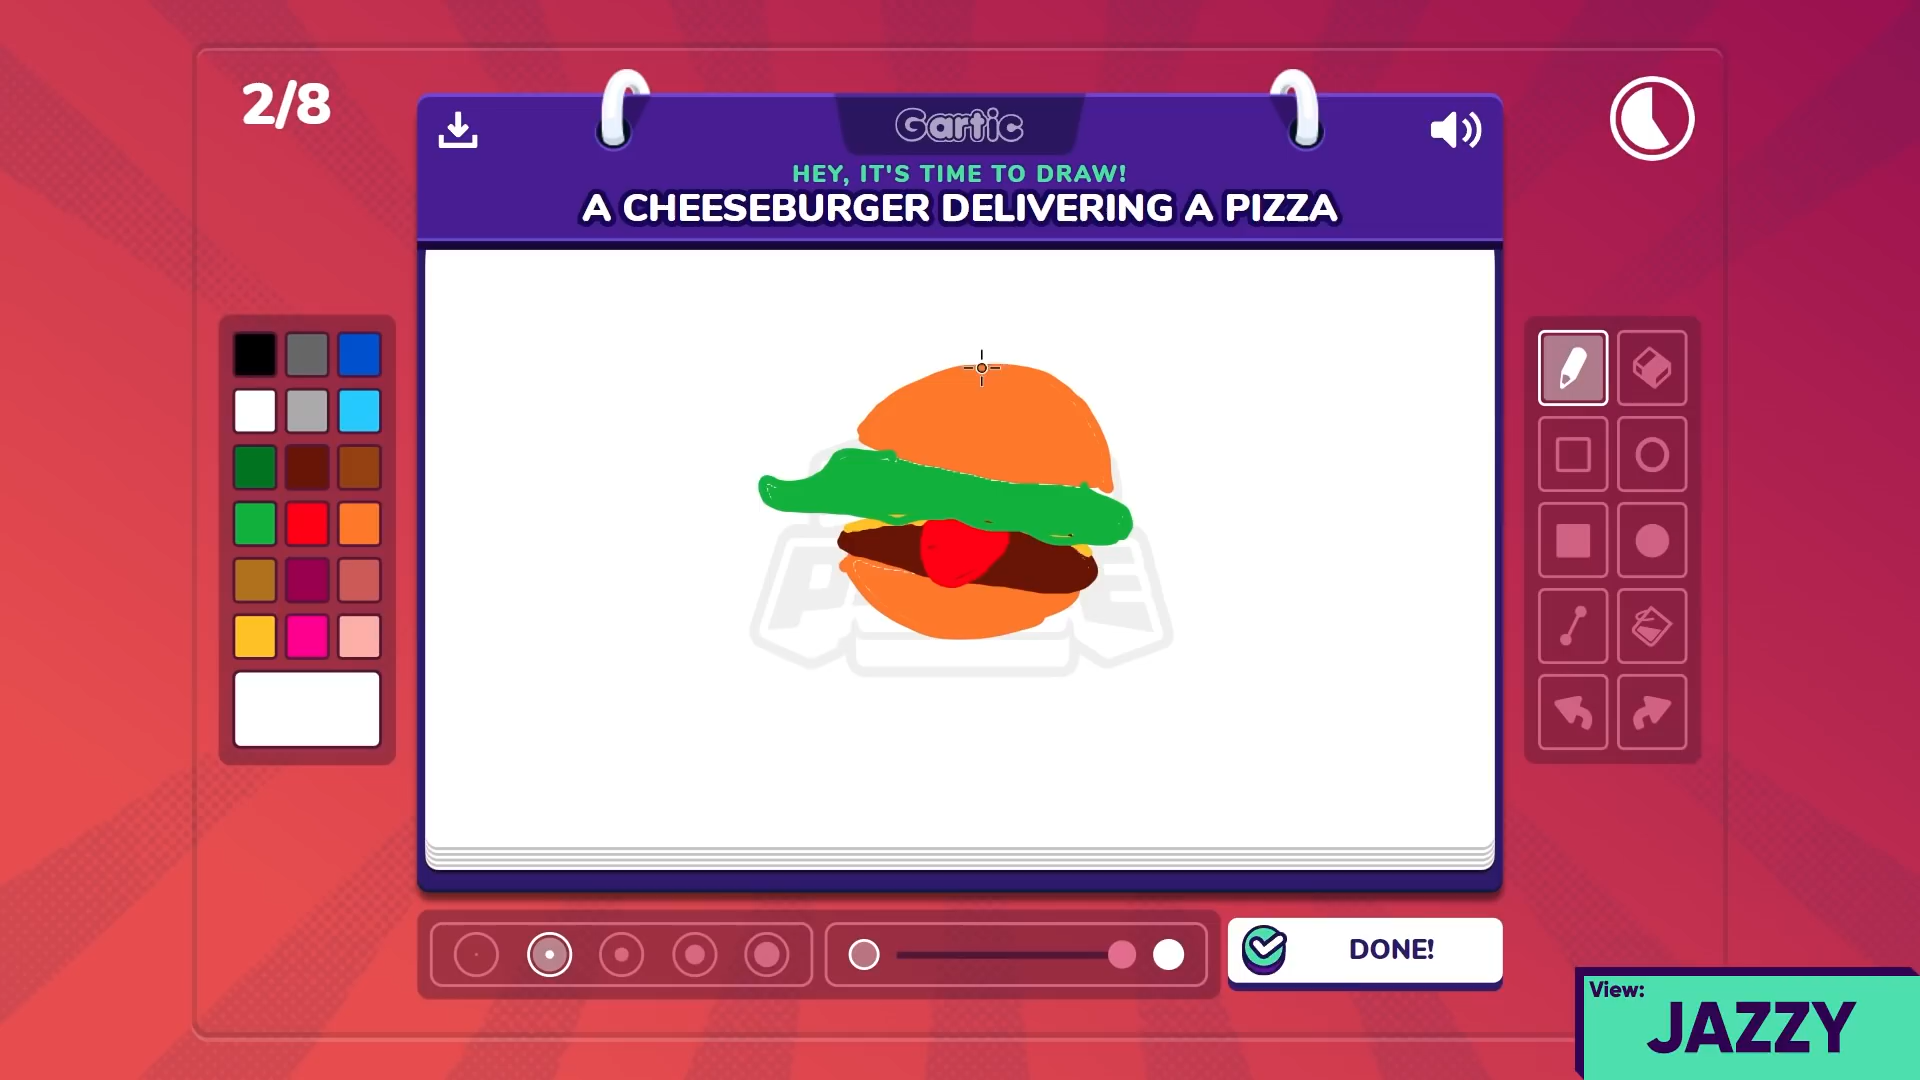 2/8
Gartic
HEY, IT'S TIME TO DRAW!
A CHEESEBURGER DELIVERING A PIZZA
DONE!
View:
JAZZY